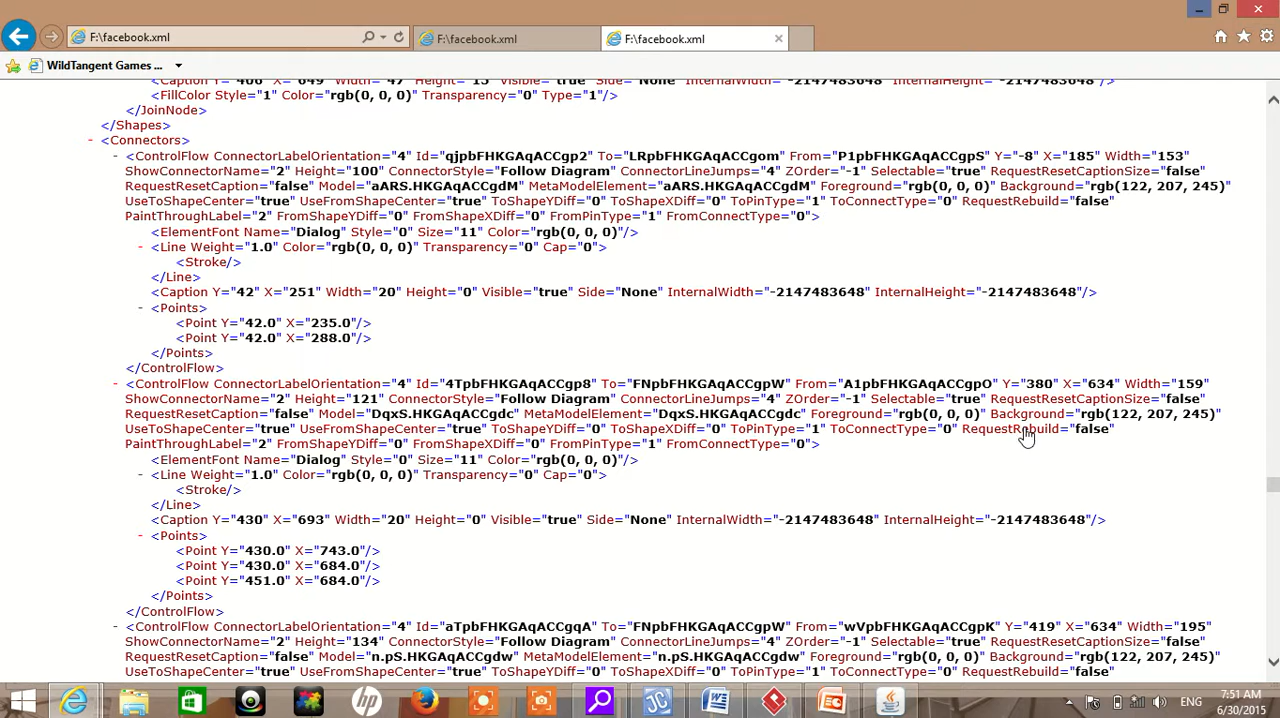 F:\facebook.xml
F:\facebook.xml
F:\facebook.xml
WildTangent Games ...
<Caption Y="406" X="649" Width="47" Height="15" Visible="true" Side="None" InternalWidth="-2147483648" InternalHeight="-2147483648"/>
<FillColor Style="1" Color="rgb(0, 0, 0)" Transparency="0" Type="1"/>
</JoinNode>
</Shapes>
- <Connectors>
- <ControlFlow ConnectorLabelOrientation="4" Id="qjpbFHKGAqACCgp2" To="LRpbFHKGAqACCgom" From="P1ppFHKGAqACCgpS" Y="-8" X="185" Width="153"
ShowConnectorName="2" Height="100" ConnectorStyle="Follow Diagram" ConnectorLineJumps="4" ZOrder="-1" Selectable="true" RequestResetCaptionSize="false"
RequestResetCaption="false" Model="aARS.HKGAqACCgdM" MetaModelElement="aARS.HKGAqACCgdM" Foreground="rgb(0, 0, 0)" Background="rgb(122, 207, 245)"
UseToShapeCenter="true" UseFromShapeCenter="true" ToShapeYDiff="0" ToShapeXDiff="0" ToPinType="1" ToConnectType="0" RequestRebuild="false"
PaintThroughLabel="2" FromShapeYDiff="0" FromShapeXDiff="0" FromPinType="1" FromConnectType="0">
<ElementFont Name="Dialog" Style="0" Size="11" Color="rgb(0, 0, 0)"/>
- <Line Weight="1.0" Color="rgb(0, 0, 0)" Transparency="0" Cap="0">
<Stroke/>
</Line>
<Caption Y="42" X="251" Width="20" Height="0" Visible="true" Side="None" InternalWidth="-2147483648" InternalHeight="-2147483648"/>
- <Points>
<Point Y="42.0" X="235.0"/>
<Point Y="42.0" X="288.0"/>
</Points>
</ControlFlow>
- <ControlFlow ConnectorLabelOrientation="4" Id="4TpbFHKGAqACCgp8" To="FNpbFHKGAqACCgpW" From="A1pbFHKGAqACCgpO" Y="380" X="634" Width="159"
ShowConnectorName="2" Height="121" ConnectorStyle="Follow Diagram" ConnectorLineJumps="4" ZOrder="-1" Selectable="true" RequestResetCaptionSize="false"
RequestResetCaption="false" Model="DqxS.HKGAqACCgdc" MetaModelElement="DqxS.HKGAqACCgdc" Foreground="rgb(0, 0, 0)" Background="rgb(122, 207, 245)"
UseToShapeCenter="true" UseFromShapeCenter="true" ToShapeYDiff="0" ToShapeXDiff="0" ToPinType="1" ToConnectType="0" RequestRebuild="false"
PaintThroughLabel="2" FromShapeYDiff="0" FromShapeXDiff="0" FromPinType="1" FromConnectType="0">
<ElementFont Name="Dialog" Style="0" Size="11" Color="rgb(0, 0, 0)"/>
- <Line Weight="1.0" Color="rgb(0, 0, 0)" Transparency="0" Cap="0">
<Stroke/>
</Line>
<Caption Y="430" X="693" Width="20" Height="0" Visible="true" Side="None" InternalWidth="-2147483648" InternalHeight="-2147483648"/>
- <Points>
<Point Y="430.0" X="743.0"/>
<Point Y="430.0" X="684.0"/>
<Point Y="451.0" X="684.0"/>
</Points>
</ControlFlow>
- <ControlFlow ConnectorLabelOrientation="4" Id="aTpbFHKGAqACCgqA" To="FNpbFHKGAqACCgpW" From="wVpbFHKGAqACCgpK" Y="419" X="634" Width="195"
ShowConnectorName="2" Height="134" ConnectorStyle="Follow Diagram" ConnectorLineJumps="4" ZOrder="-1" Selectable="true" RequestResetCaptionSize="false"
RequestResetCaption="false" Model="n.pS.HKGAqACCgdw" MetaModelElement="n.pS.HKGAqACCgdw" Foreground="rgb(0, 0, 0)" Background="rgb(122, 207, 245)"
UseToShapeCenter="true" UseFromShapeCenter="true" ToShapeYDiff="0" ToShapeXDiff="0" ToPinType="1" ToConnectType="0" RequestRebuild="false"
hp
JC
ENG
7:51 AM
6/30/2015